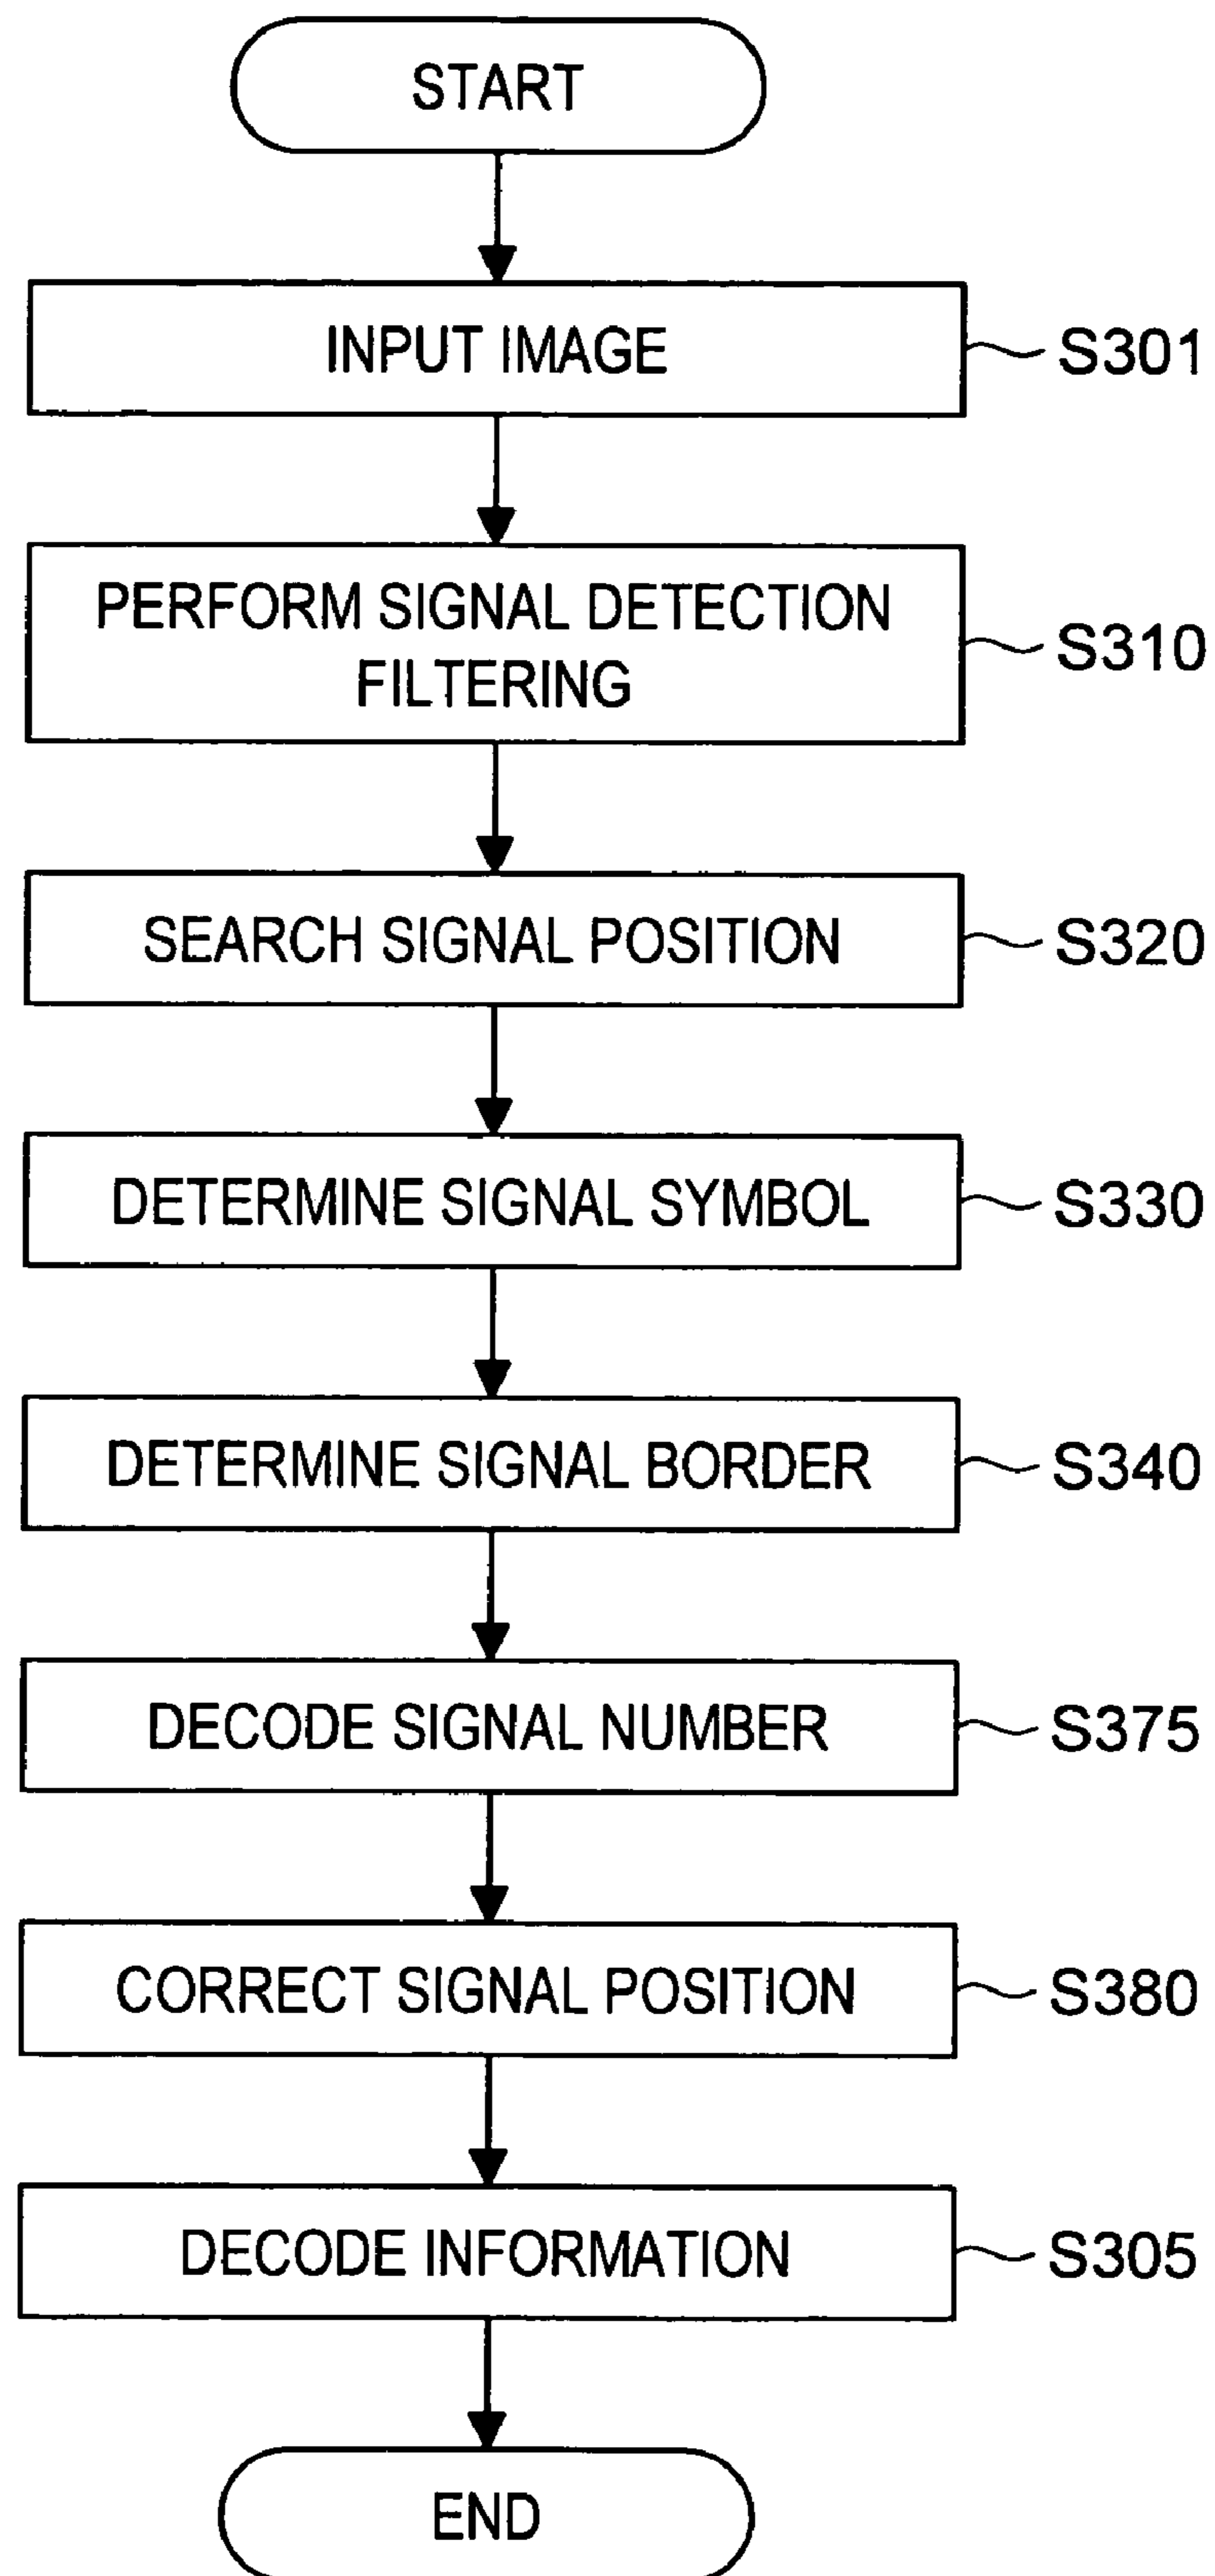 START
INPUT IMAGE
S301
PERFORM SIGNAL DETECTION
FILTERING
S310
SEARCH SIGNAL POSITION
S320
DETERMINE SIGNAL SYMBOL
S330
DETERMINE SIGNAL BORDER
S340
DECODE SIGNAL NUMBER
S375
CORRECT SIGNAL POSITION
S380
DECODE INFORMATION
S305
END